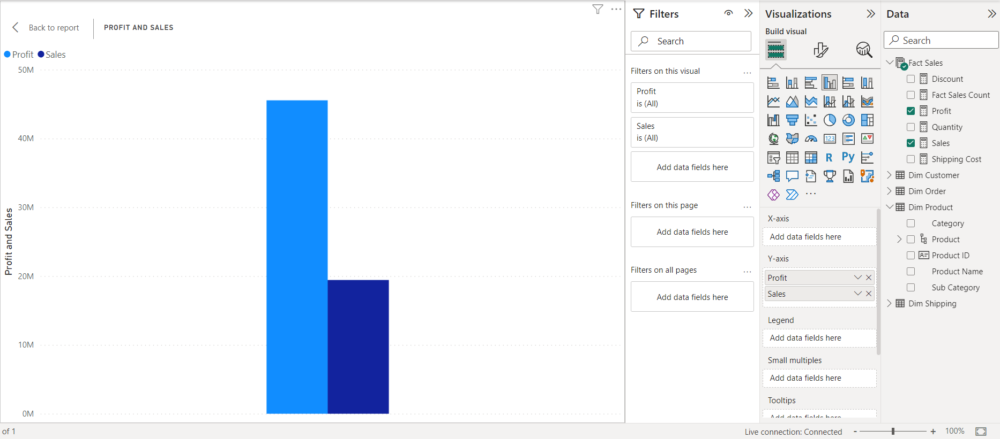 Back to report
PROFIT AND SALES
Profit Sales
50M
40M
30M
20M
10M
0M
Profit and Sales
of 1
Filters
Search
Filters on this visual
...
Profit
is (All)
Sales
is (All)
Add data fields here
Filters on this page
...
Add data fields here
Filters on all pages
...
Add data fields here
Visualizations
Build visual
123
R
Py
...
X-axis
Add data fields here
Y-axis
Profit
Sales
Legend
Add data fields here
Small multiples
Add data fields here
Tooltips
Add data fields here
Data
Search
Fact Sales
Discount
Fact Sales Count
Profit
Quantity
Sales
Shipping Cost
Dim Customer
Dim Order
Dim Product
Category
Product
Product ID
Product Name
Sub Category
Dim Shipping
Live connection: Connected
- + 100%